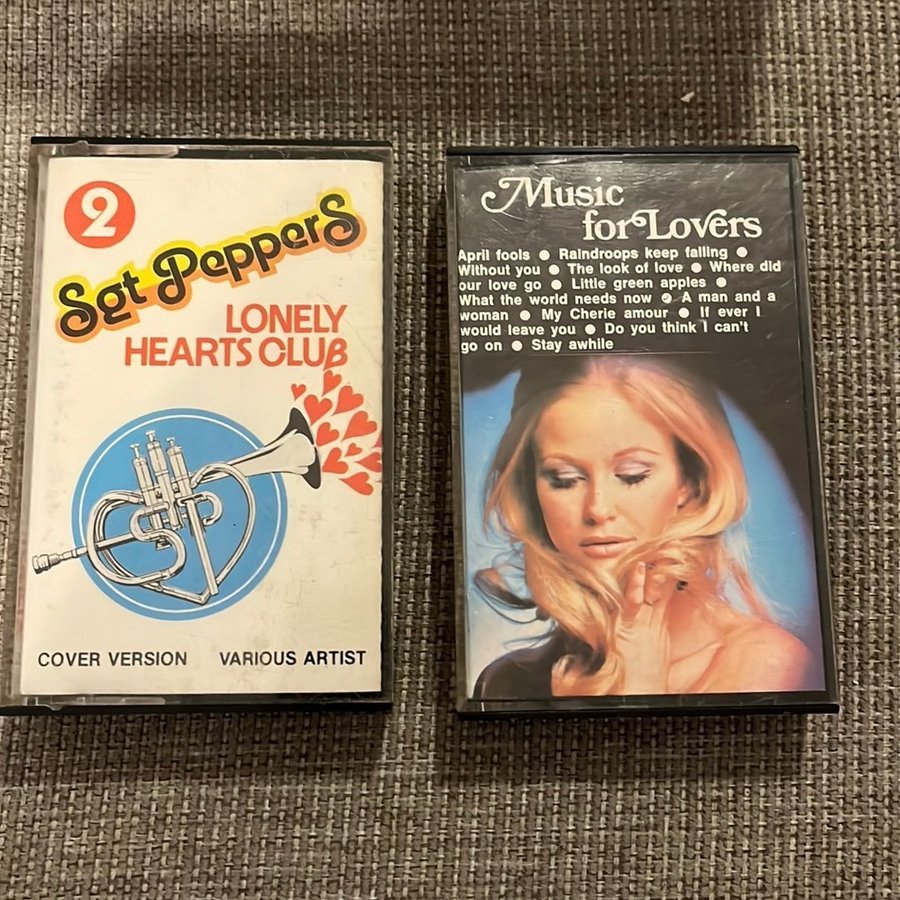 2
Sgt Peppers
LONELY
HEARTS CLUB
COVER VERSION VARIOUS ARTIST
Music
for Lovers
April fools ● Raindroops keep falling ●
Without you ● The look of love ● Where did
our love go ● Little green apples ●
What the world needs now ● A man and a
woman ● My Cherie amour ● If ever I
would leave you ● Do you think I can't
go on ● Stay awhile